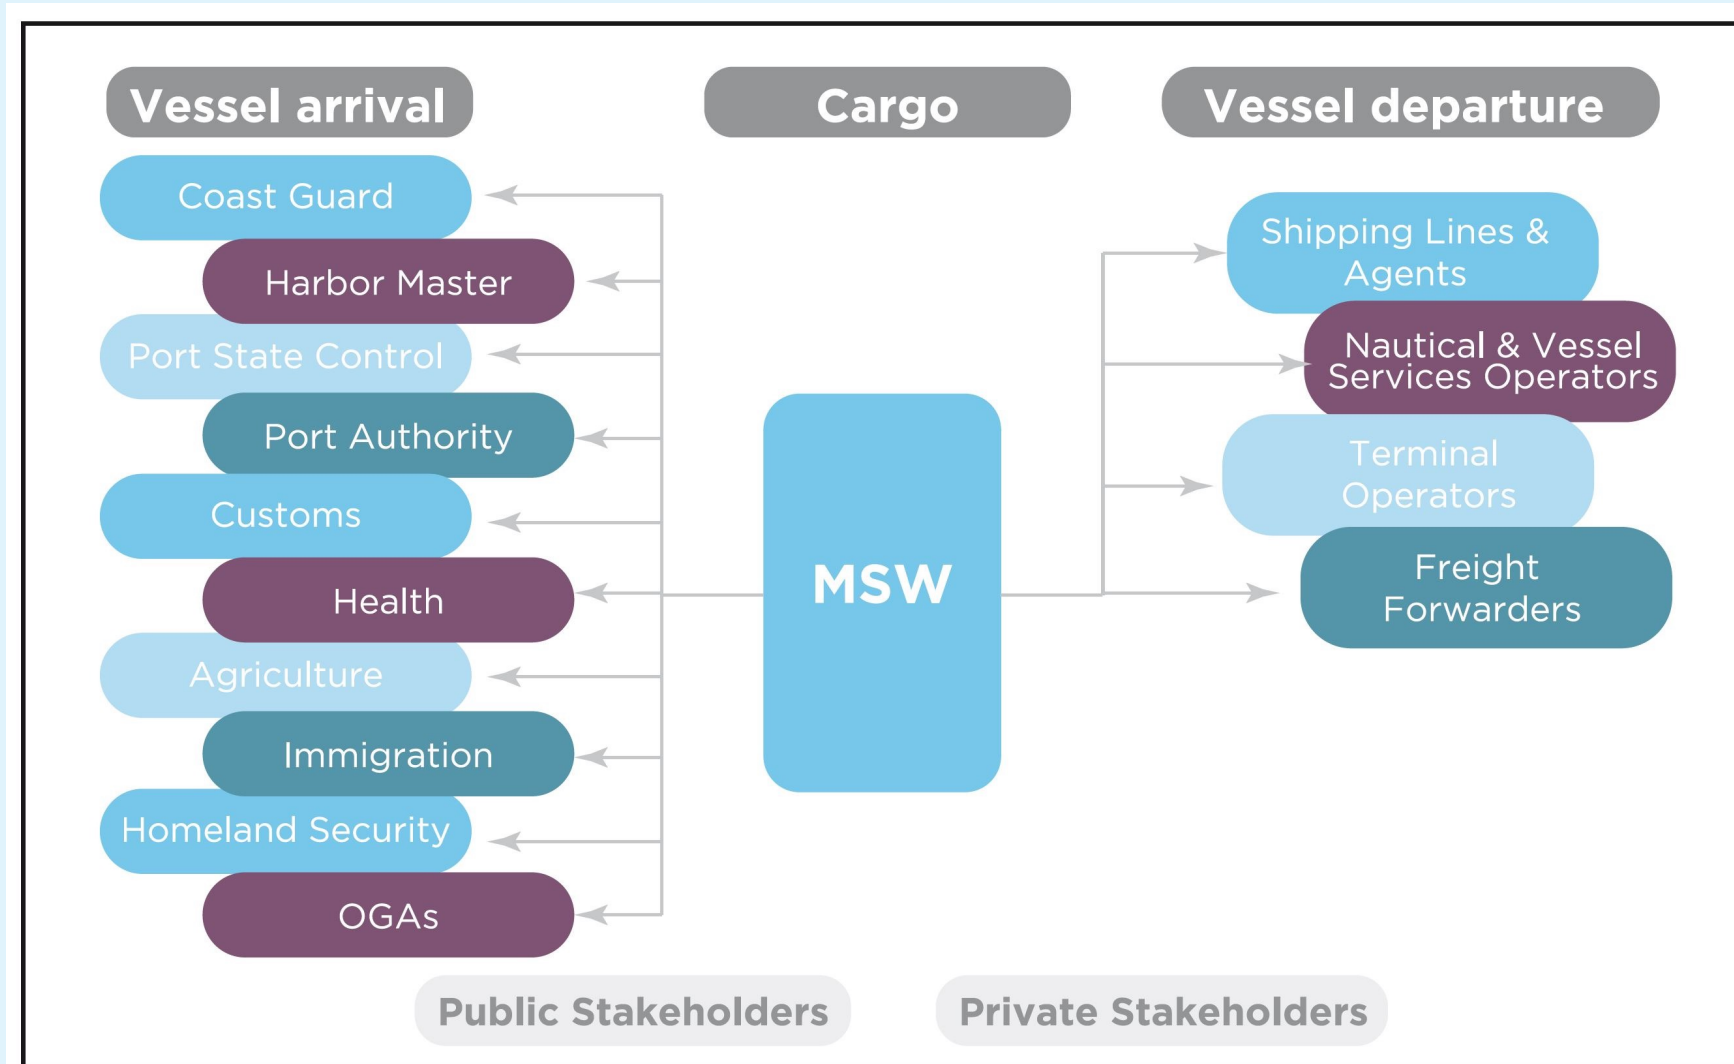 Vessel arrival
Cargo
Vessel departure
Coast Guard
Harbor Master
Port State Control
Port Authority
Customs
Health
Agriculture
Immigration
Homeland Security
OGAs
MSW
Shipping Lines &
Agents
Nautical & Vessel
Services Operators
Terminal
Operators
Freight
Forwarders
Public Stakeholders
Private Stakeholders